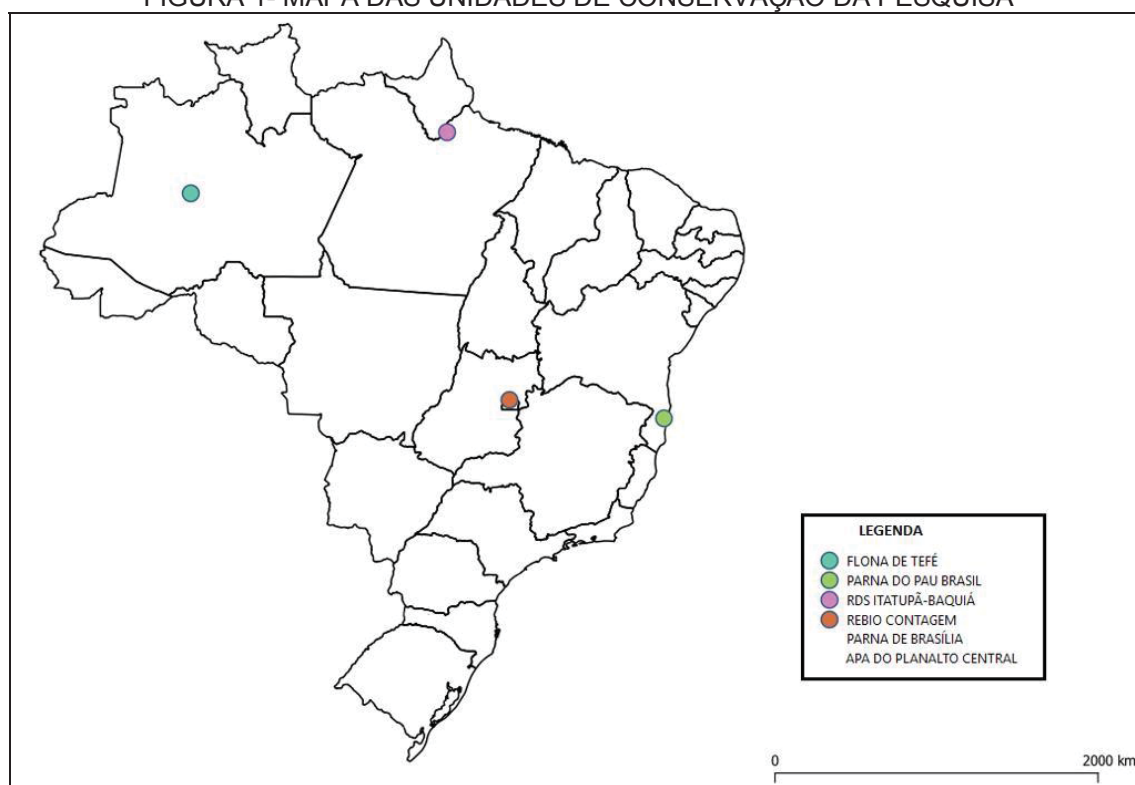 FIGURA 1- MAPA DAS UNIDADES DE CONSERVAÇÃO DA PESQUISA
LEGENDA
FLONA DE TEFÉ
PARNA DO PAU BRASIL
RDS ITATUPÃ-BAQUIÁ
REBIO CONTAGEM
PARNA DE BRASÍLIA
APA DO PLANALTO CENTRAL
0 2000 km